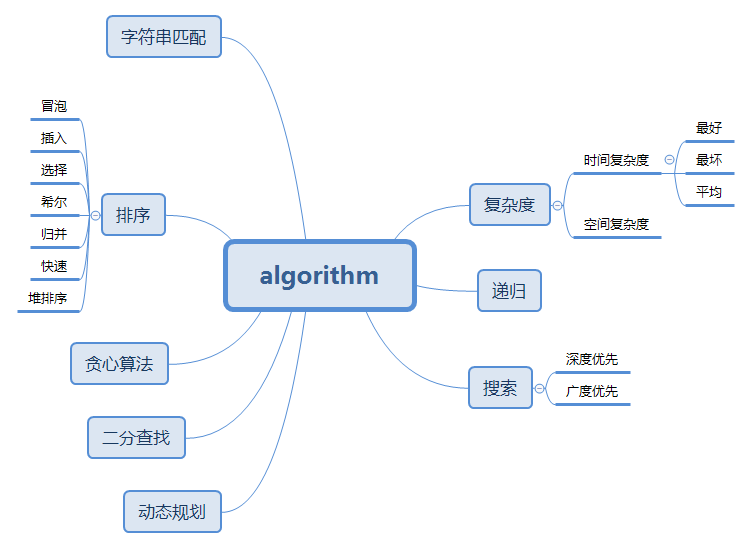 字符串匹配
冒泡
插入
选择
希尔
归并
快速
堆排序
排序
algorithm
复杂度
时间复杂度
最好
最坏
平均
空间复杂度
递归
搜索
深度优先
广度优先
贪心算法
二分查找
动态规划